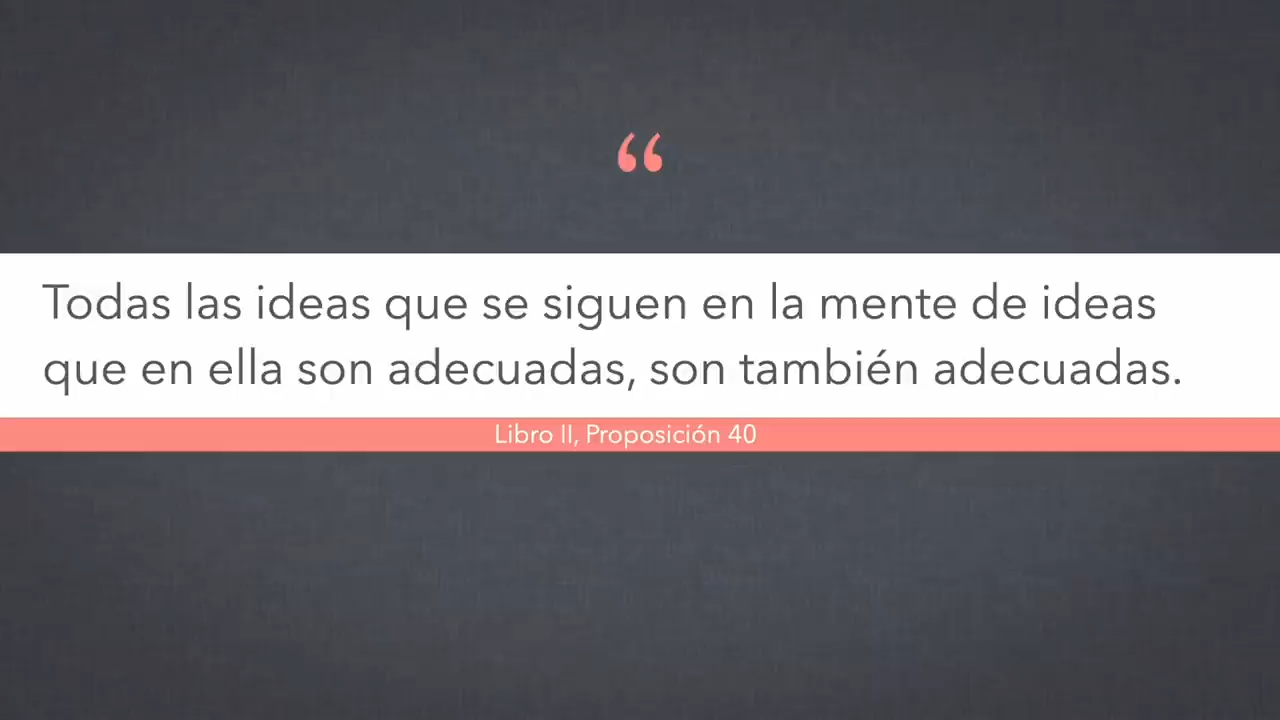 “
Todas las ideas que se siguen en la mente de ideas
que en ella son adecuadas, son también adecuadas.
Libro II, Proposición 40